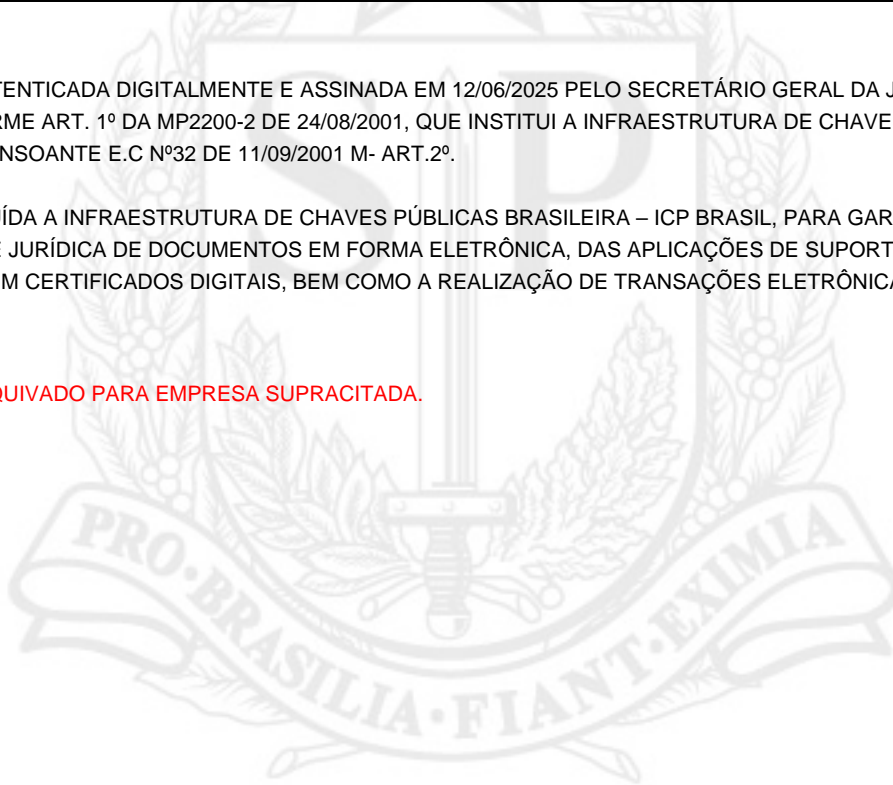 TENTICADA DIGITALMENTE E ASSINADA EM 12/06/2025 PELO SECRETÁRIO GERAL DA J
RME ART. 1º DA MP2200-2 DE 24/08/2001, QUE INSTITUI A INFRAESTRUTURA DE CHAVE
NSOANTE E.C Nº32 DE 11/09/2001 M- ART.2º.
ÍDA A INFRAESTRUTURA DE CHAVES PÚBLICAS BRASILEIRA – ICP BRASIL, PARA GAR
E JURÍDICA DE DOCUMENTOS EM FORMA ELETRÔNICA, DAS APLICAÇÕES DE SUPORT
M CERTIFICADOS DIGITAIS, BEM COMO A REALIZAÇÃO DE TRANSAÇÕES ELETRÔNICA
QUIVADO PARA EMPRESA SUPRACITADA.
SP
PRO·BRASILIA·FIANT·EXIMIA